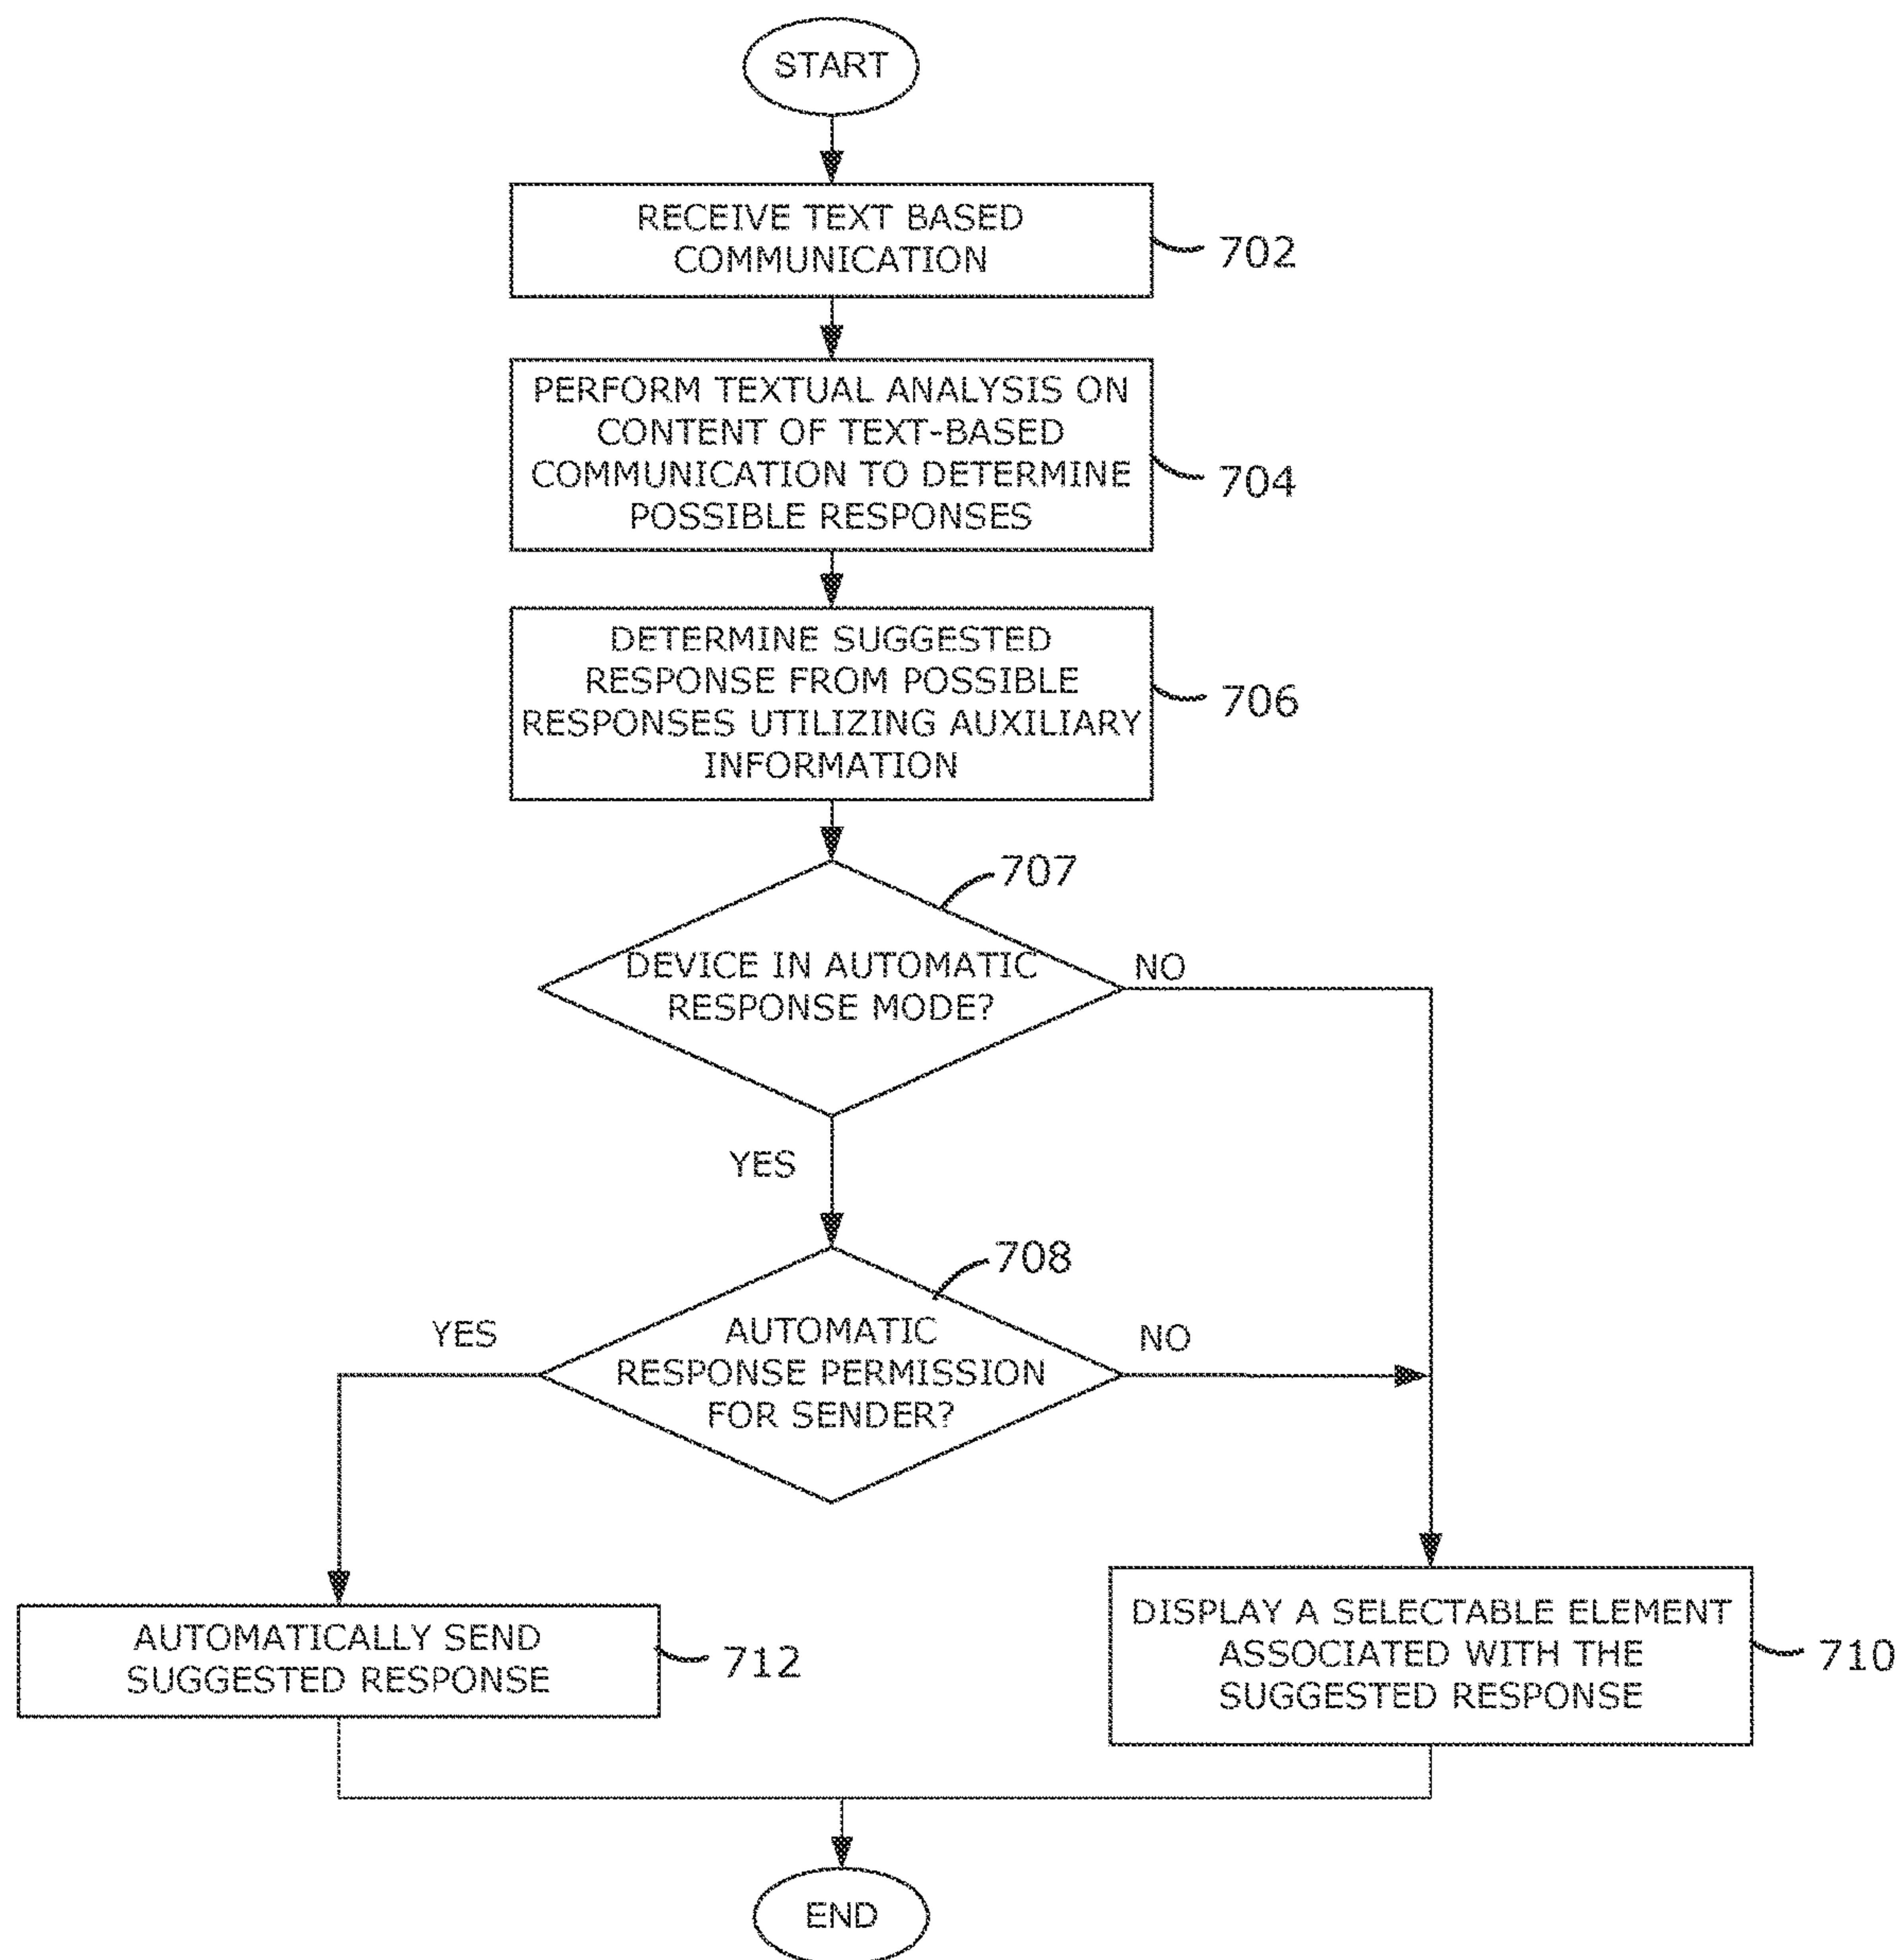 START
RECEIVE TEXT BASED
COMMUNICATION
702
PERFORM TEXTUAL ANALYSIS ON
CONTENT OF TEXT-BASED
COMMUNICATION TO DETERMINE
POSSIBLE RESPONSES
704
DETERMINE SUGGESTED
RESPONSE FROM POSSIBLE
RESPONSES UTILIZING AUXILIARY
INFORMATION
706
707
DEVICE IN AUTOMATIC
RESPONSE MODE?
NO
YES
708
YES
AUTOMATIC
RESPONSE PERMISSION
FOR SENDER?
NO
AUTOMATICALLY SEND
SUGGESTED RESPONSE
712
DISPLAY A SELECTABLE ELEMENT
ASSOCIATED WITH THE
SUGGESTED RESPONSE
710
END